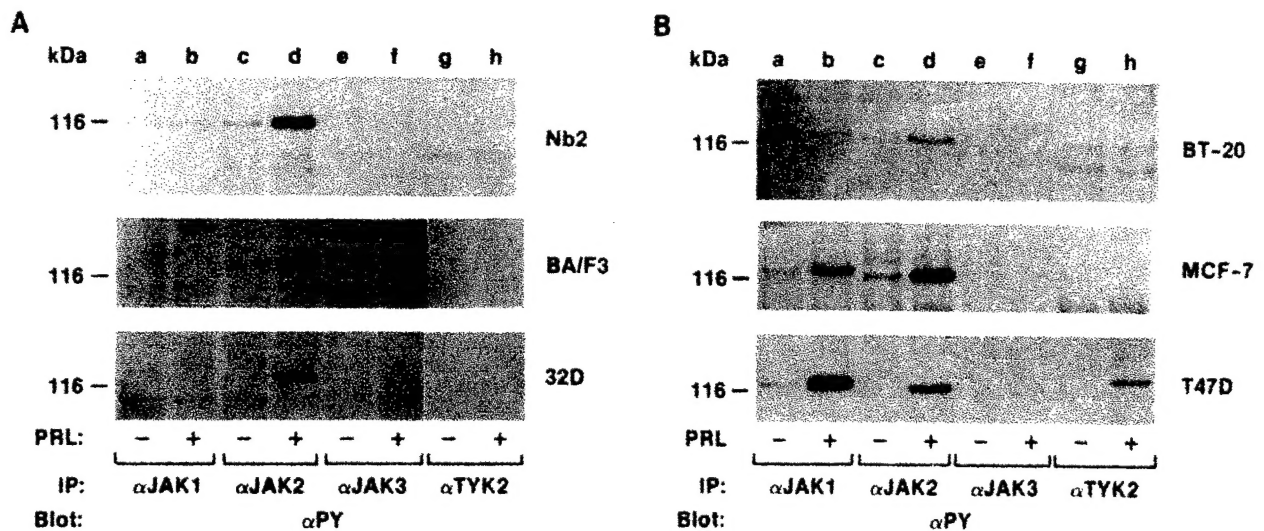 A
kDa a b c d e f g h
116 Nb2
116 BA/F3
116 32D
PRL: - + - + - + - +
IP: αJAK1 αJAK2 αJAK3 αTYK2
Blot: αPY
B
kDa a b c d e f g h
116 BT-20
116 MCF-7
116 T47D
PRL - + - + - + - +
IP: αJAK1 αJAK2 αJAK3 αTYK2
Blot: αPY